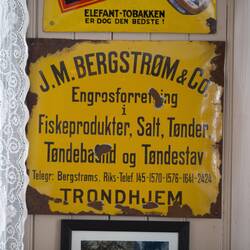 ELEFANT-TOBAKKEN
ER DOG DEN BEDSTE!
J.M. BERGSTRØM & Co.
Engrosforretning
i
Fiskeprodukter, Salt, Tønder
Tøndebaand og Tøndestav
Telegr: Bergstrøms. Riks-Telef. 145-1570-1576-1641-2424
TRONDHJEM